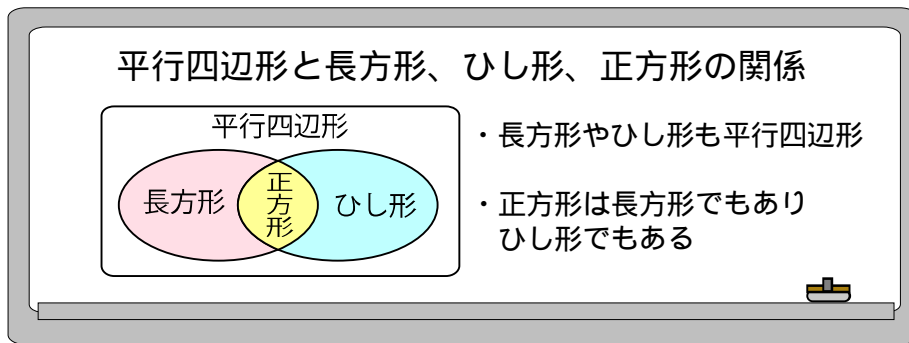 平行四辺形と長方形、ひし形、正方形の関係
平行四辺形
長方形
正方形
ひし形
・長方形やひし形も平行四辺形
・正方形は長方形でもあり
ひし形でもある